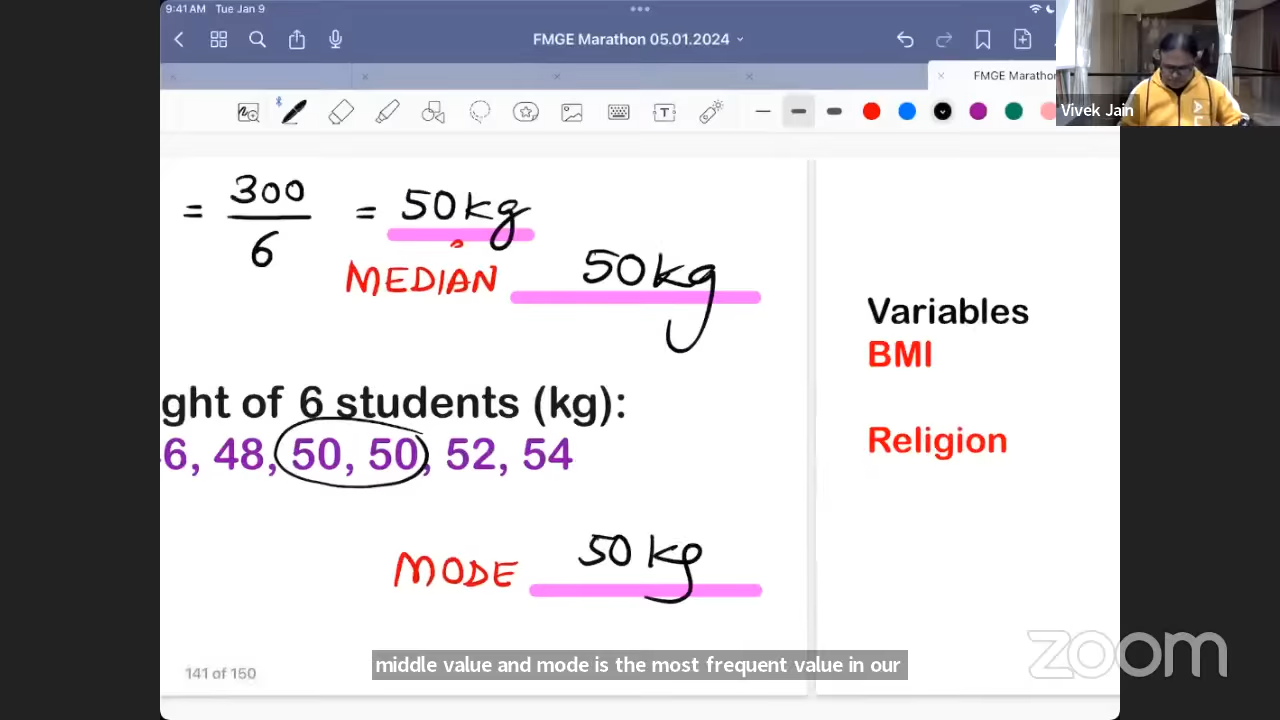 9:41 AM Tue Jan 9
FMGE Marathon 05.01.2024
FMGE Marathon
Vivek Jain
= 300/6 = 50kg
MEDIAN 50kg
ght of 6 students (kg):
6, 48, 50, 50, 52, 54
MODE 50 kg
141 of 150
Variables
BMI
Religion
middle value and mode is the most frequent value in our
zoom